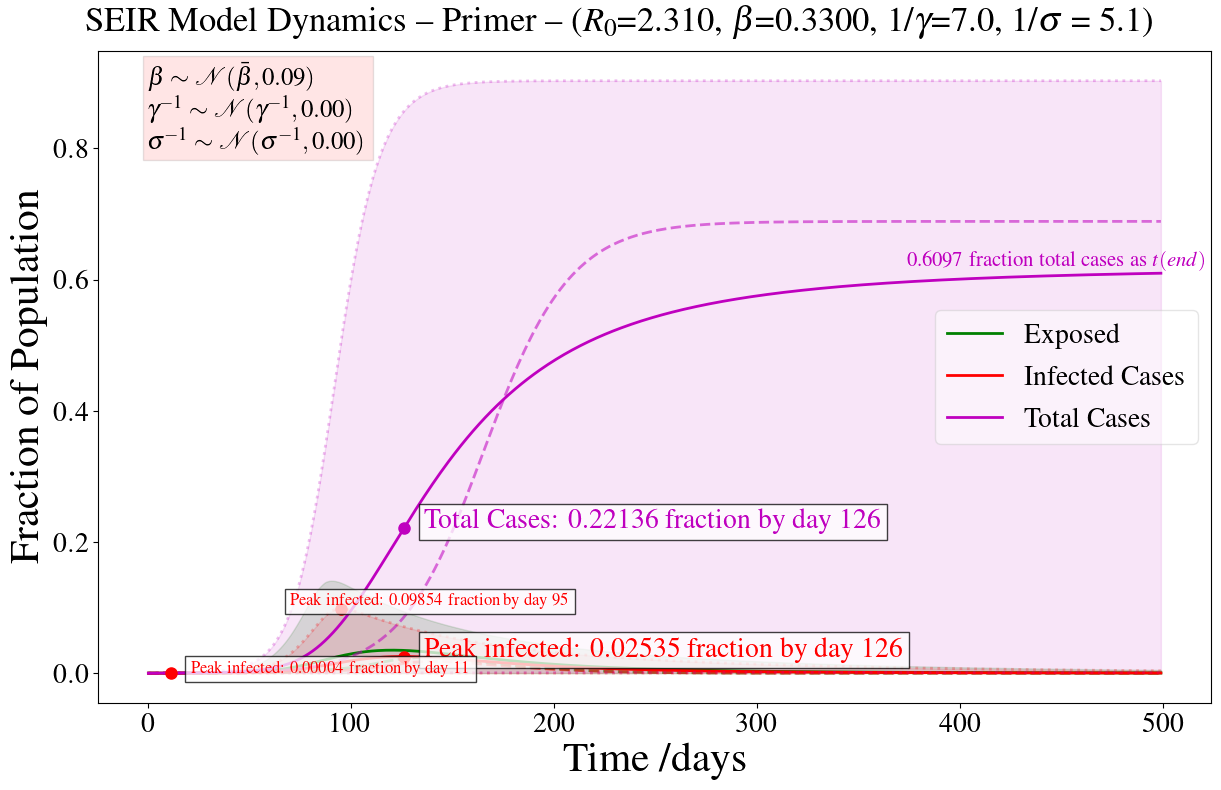 SEIR Model Dynamics – Primer – (R₀=2.310, β=0.3300, 1/γ=7.0, 1/σ = 5.1)
β ∼ 𝒩(β̄, 0.09)
γ⁻¹ ∼ 𝒩(γ⁻¹, 0.00)
σ⁻¹ ∼ 𝒩(σ⁻¹, 0.00)
0.8
0.6
0.4
0.2
0.0
Fraction of Population
0.6097 fraction total cases as t(end)
Exposed
Infected Cases
Total Cases
Total Cases: 0.22136 fraction by day 126
Peak infected: 0.09854 fraction by day 95
Peak infected: 0.02535 fraction by day 126
Peak infected: 0.00004 fraction by day 11
0 100 200 300 400 500
Time /days